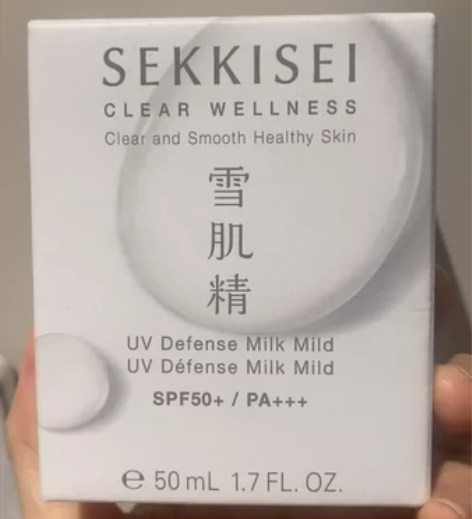 SEKKISEI
CLEAR WELLNESS
Clear and Smooth Healthy Skin
雪
肌
精
UV Defense Milk Mild
UV Défense Milk Mild
SPF50+ / PA+++
℮ 50 mL 1.7 FL. OZ.